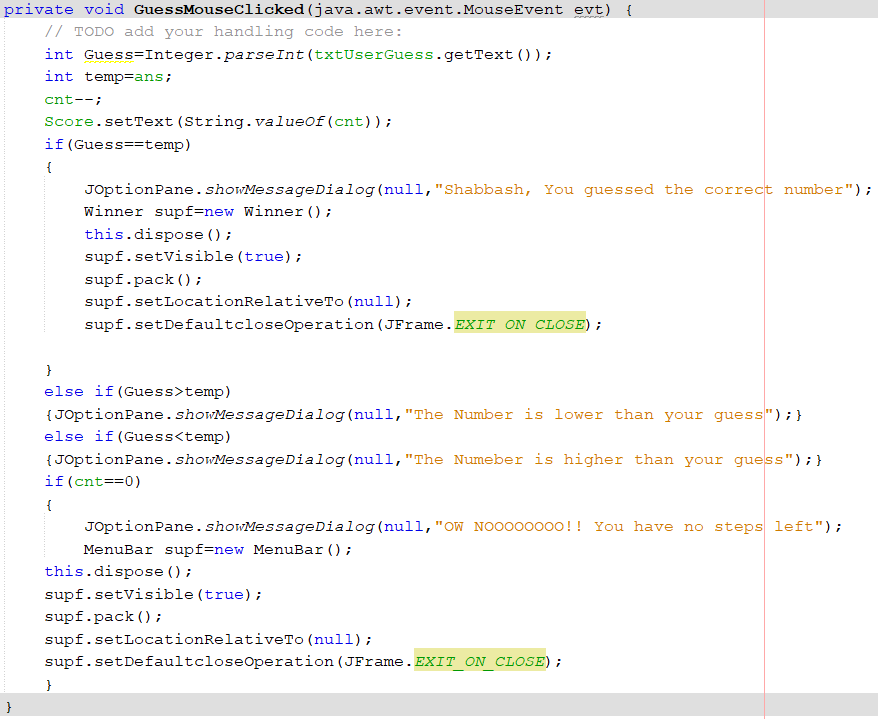 private void GuessMouseClicked(java.awt.event.MouseEvent evt) {
// TODO add your handling code here:
int Guess=Integer.parseInt(txtUserGuess.getText());
int temp=ans;
cnt--;
Score.setText(String.valueOf(cnt));
if(Guess==temp)
{
JOptionPane.showMessageDialog(null,"Shabbash, You guessed the correct number");
Winner supf=new Winner();
this.dispose();
supf.setVisible(true);
supf.pack();
supf.setLocationRelativeTo(null);
supf.setDefaultcloseOperation(JFrame.EXIT ON CLOSE);
}
else if(Guess>temp)
{JOptionPane.showMessageDialog(null,"The Number is lower than your guess");}
else if(Guess<temp)
{JOptionPane.showMessageDialog(null,"The Numeber is higher than your guess");}
if(cnt==0)
{
JOptionPane.showMessageDialog(null,"OW NOOOOOOOO!! You have no steps left");
MenuBar supf=new MenuBar();
this.dispose();
supf.setVisible(true);
supf.pack();
supf.setLocationRelativeTo(null);
supf.setDefaultcloseOperation(JFrame.EXIT_ON_CLOSE);
}
}